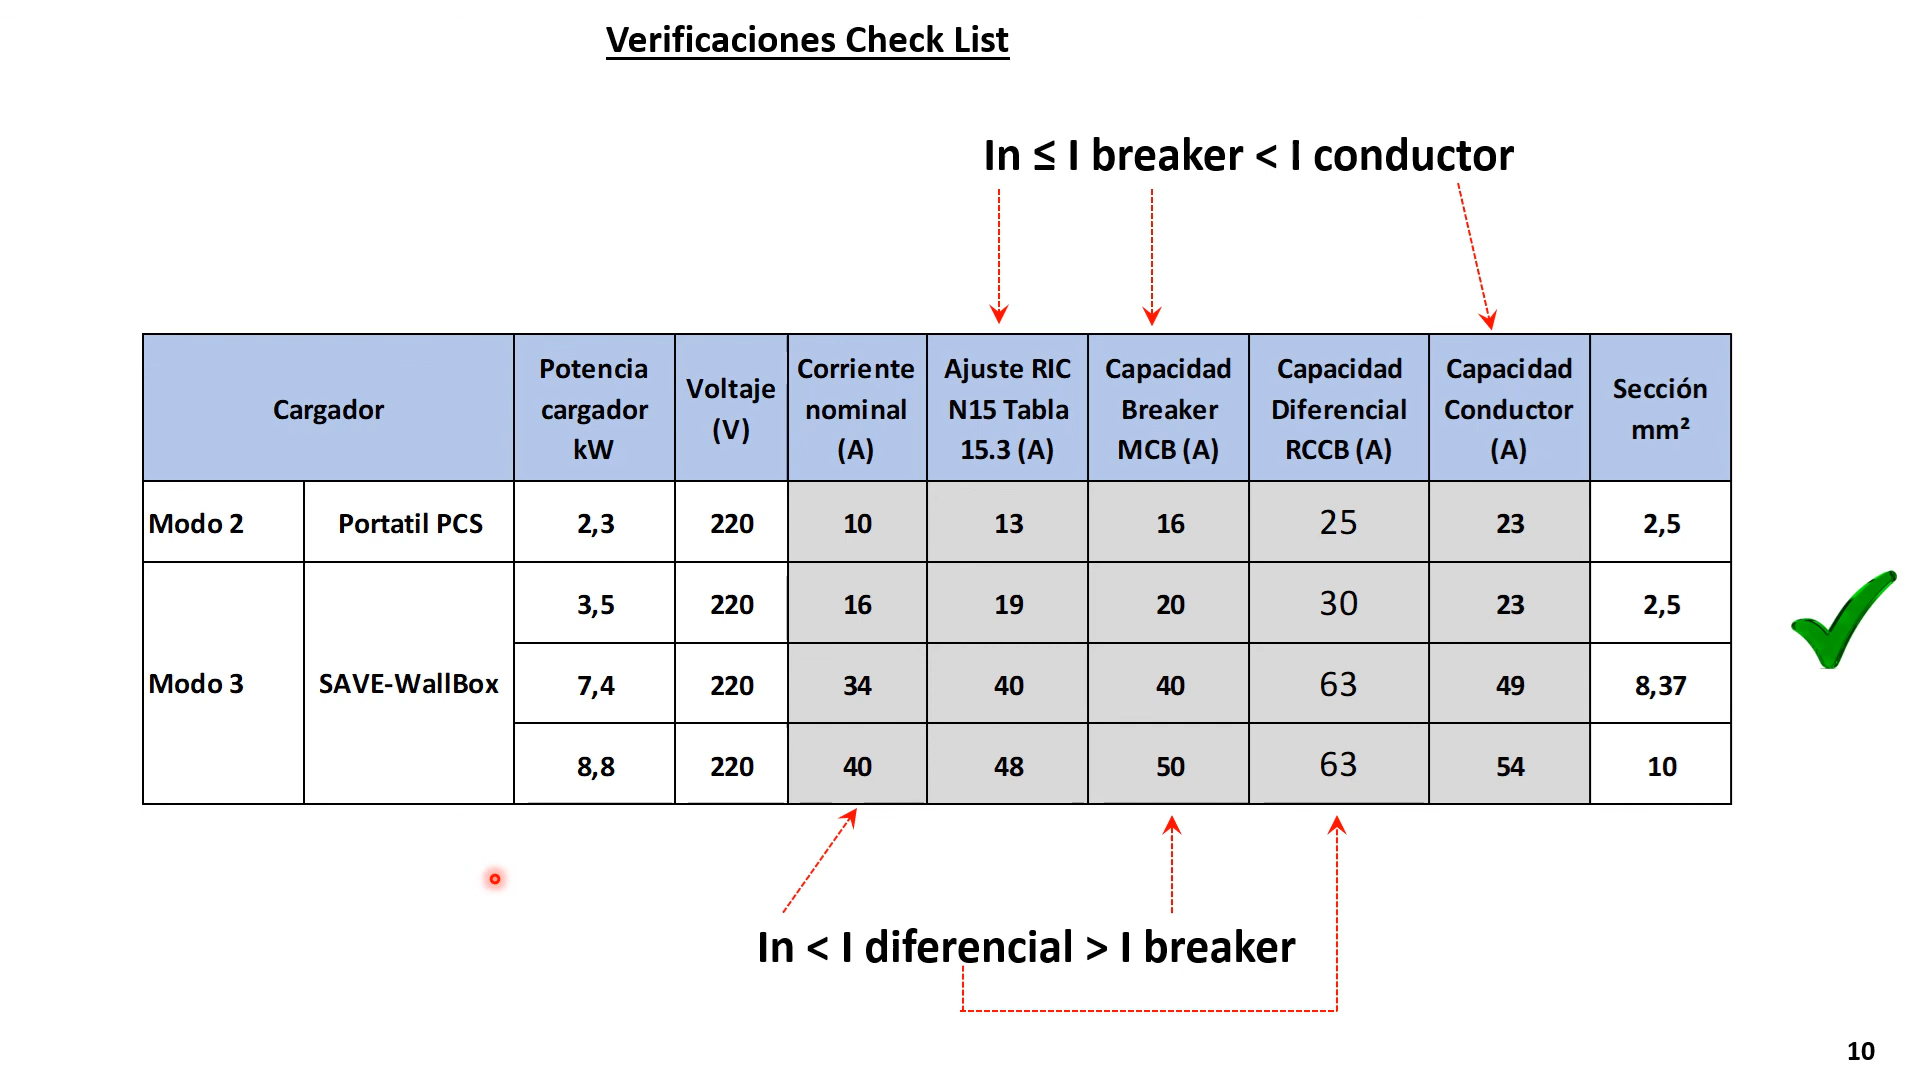 Verificaciones Check List
In ≤ I breaker < I conductor
Cargador
Potencia
cargador
kW
Voltaje
(V)
Corriente
nominal
(A)
Ajuste RIC
N15 Tabla
15.3 (A)
Capacidad
Breaker
MCB (A)
Capacidad
Diferencial
RCCB (A)
Capacidad
Conductor
(A)
Sección
mm²
Modo 2 Portatil PCS 2,3 220 10 13 16 25 23 2,5
Modo 3 SAVE-WallBox
3,5 220 16 19 20 30 23 2,5
7,4 220 34 40 40 63 49 8,37
8,8 220 40 48 50 63 54 10
In < I diferencial > I breaker
10